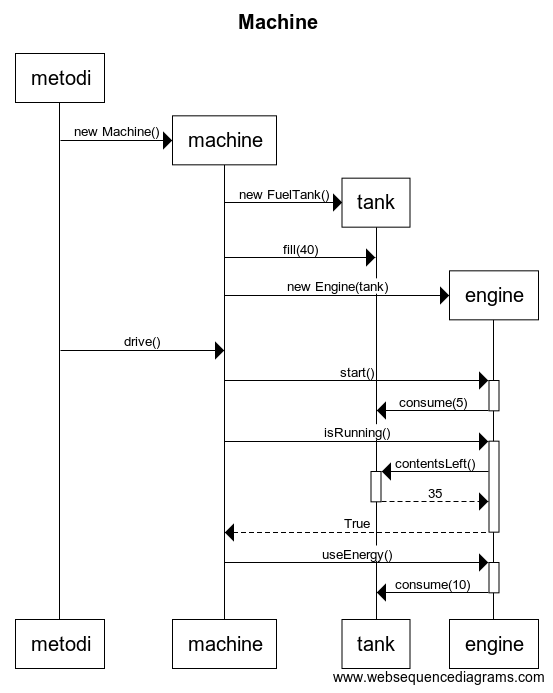 Machine
metodi
new Machine()
machine
new FuelTank()
tank
fill(40)
new Engine(tank)
engine
drive()
start()
consume(5)
isRunning()
contentsLeft()
35
True
useEnergy()
consume(10)
metodi machine tank engine
www.websequencediagrams.com